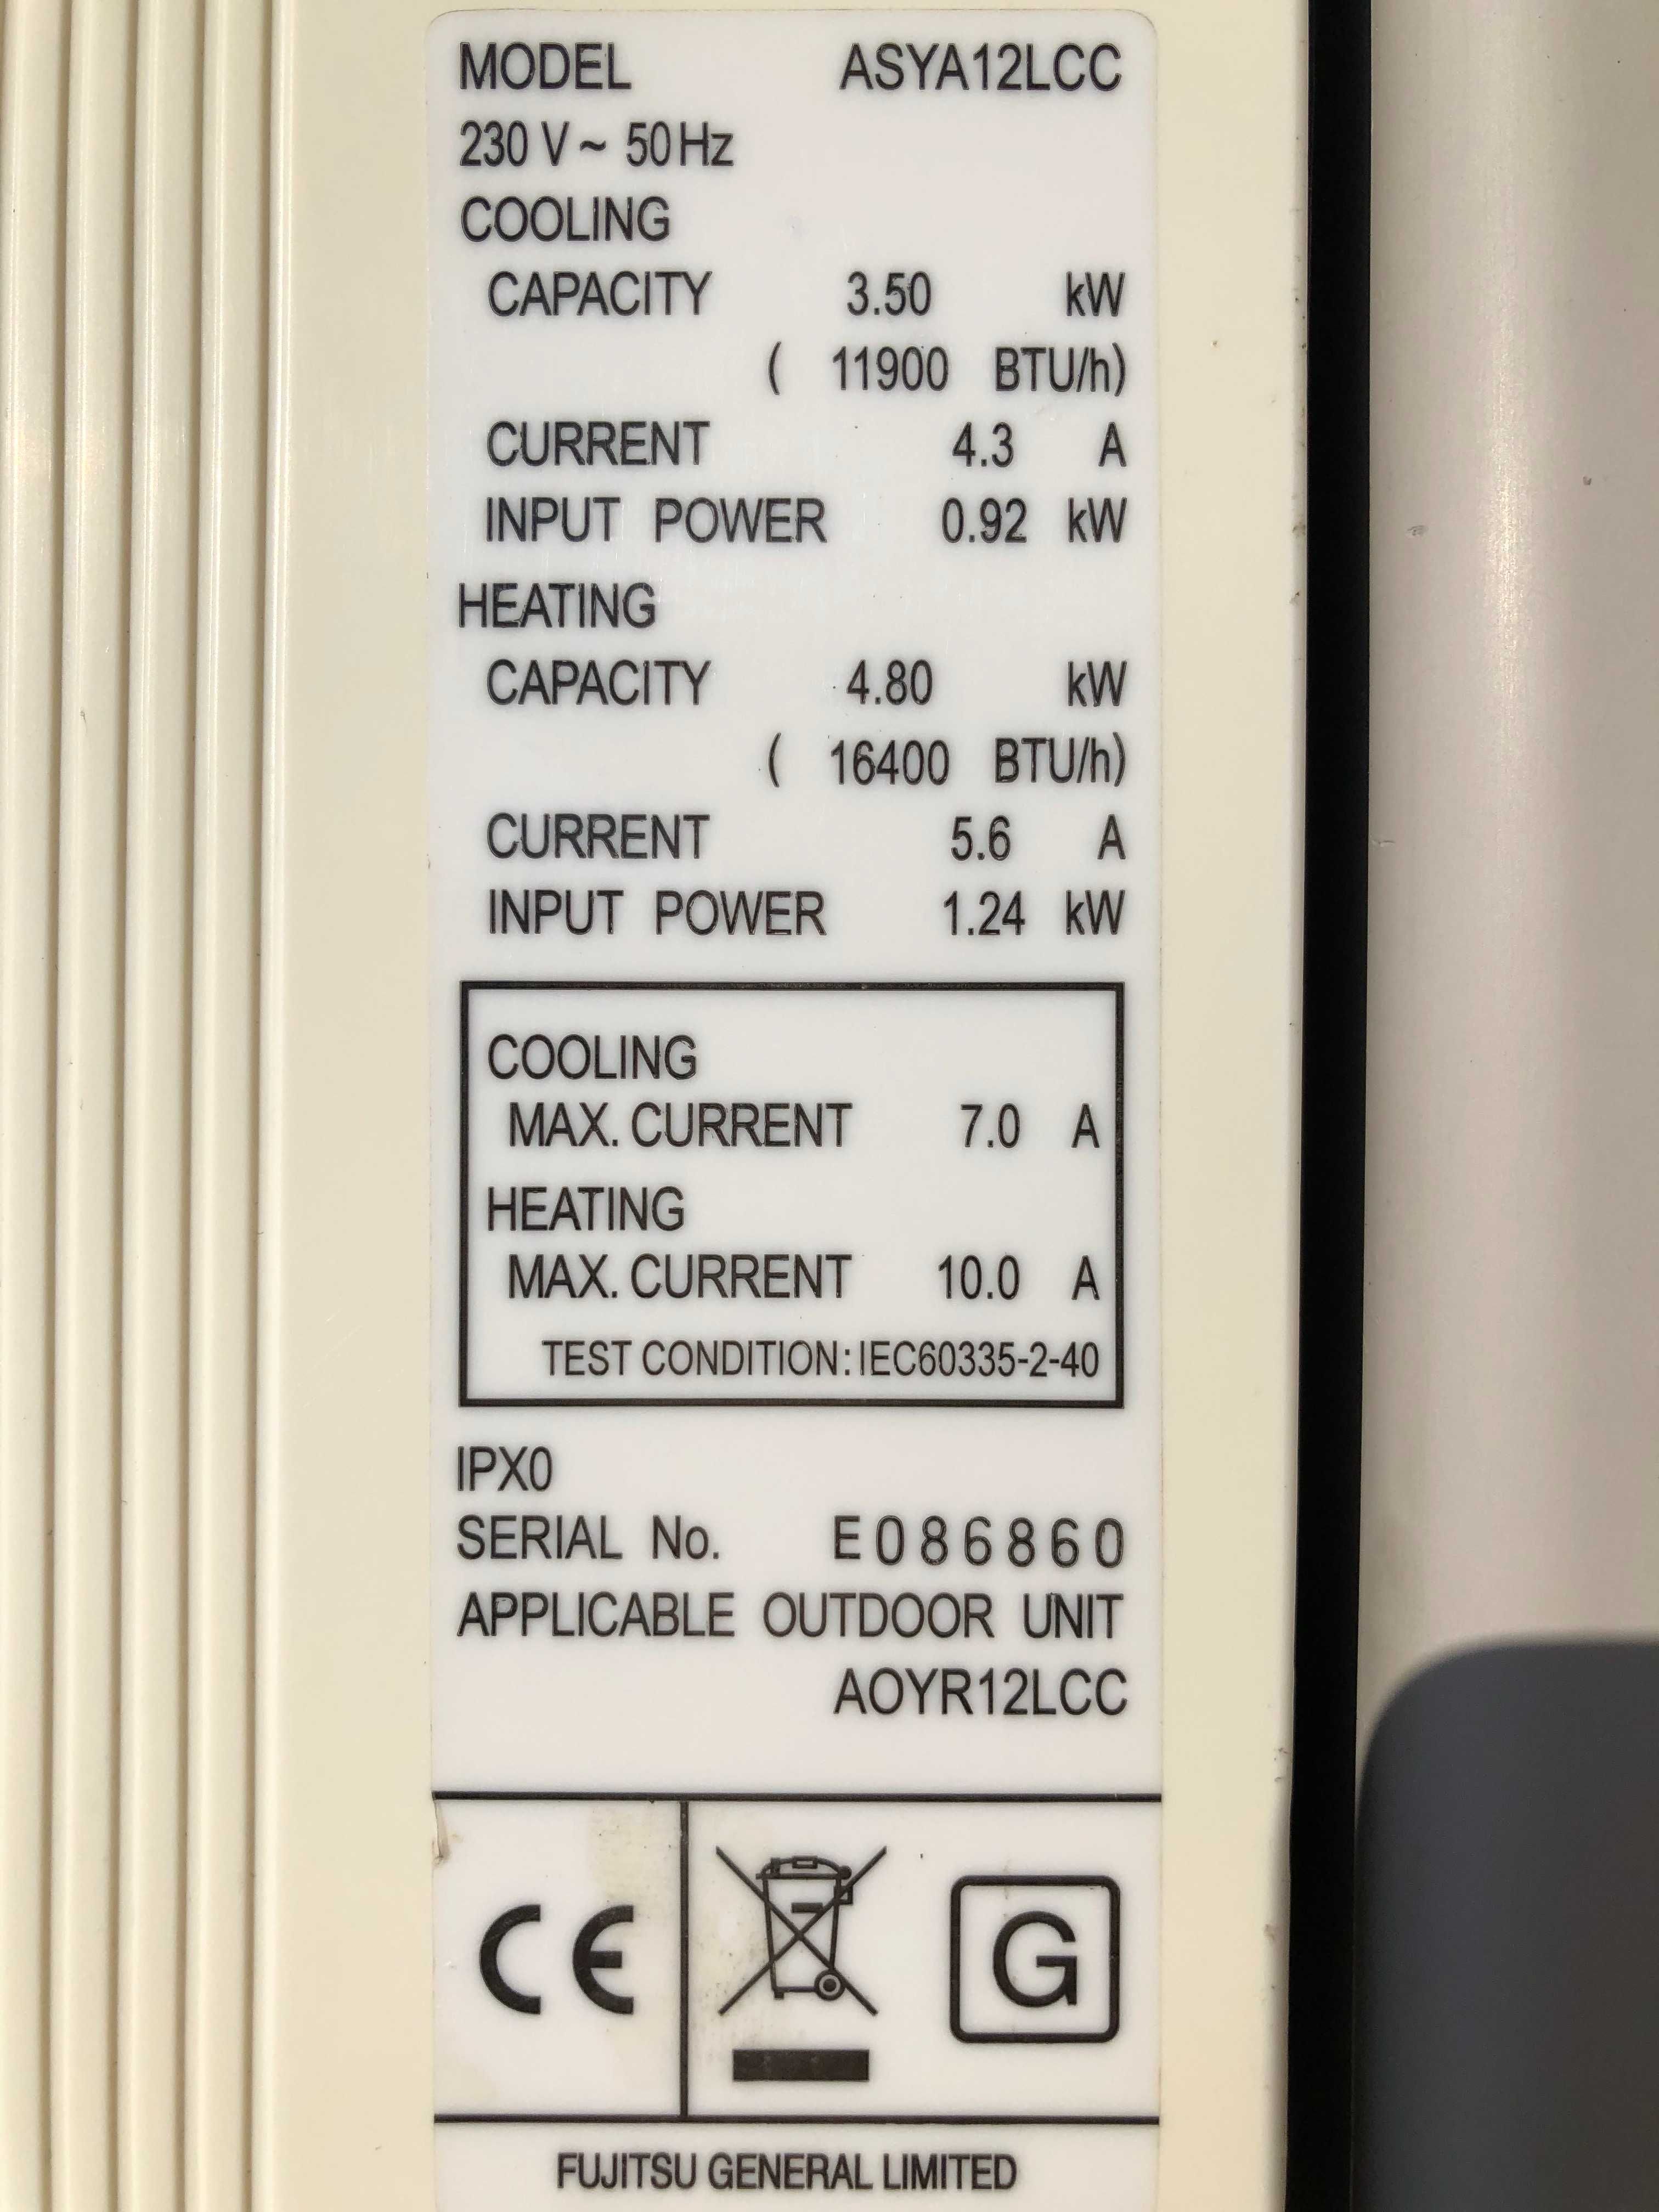 MODEL ASYA12LCC
230 V ~ 50 Hz
COOLING
CAPACITY 3.50 kW
( 11900 BTU/h)
CURRENT 4.3 A
INPUT POWER 0.92 kW
HEATING
CAPACITY 4.80 kW
( 16400 BTU/h)
CURRENT 5.6 A
INPUT POWER 1.24 kW
COOLING
MAX. CURRENT 7.0 A
HEATING
MAX. CURRENT 10.0 A
TEST CONDITION: IEC60335-2-40
IPX0
SERIAL No. E086860
APPLICABLE OUTDOOR UNIT
AOYR12LCC
CE G
FUJITSU GENERAL LIMITED